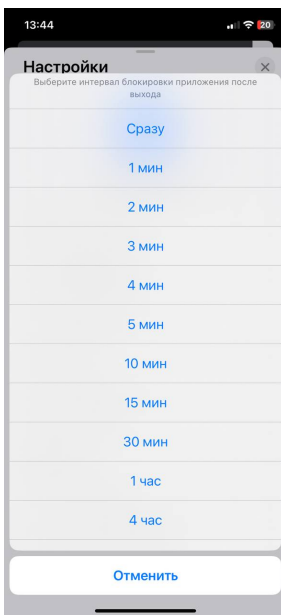 13:44
20
Настройки
Выберите интервал блокировки приложения после
выхода
Сразу
1 мин
2 мин
3 мин
4 мин
5 мин
10 мин
15 мин
30 мин
1 час
4 час
Отменить